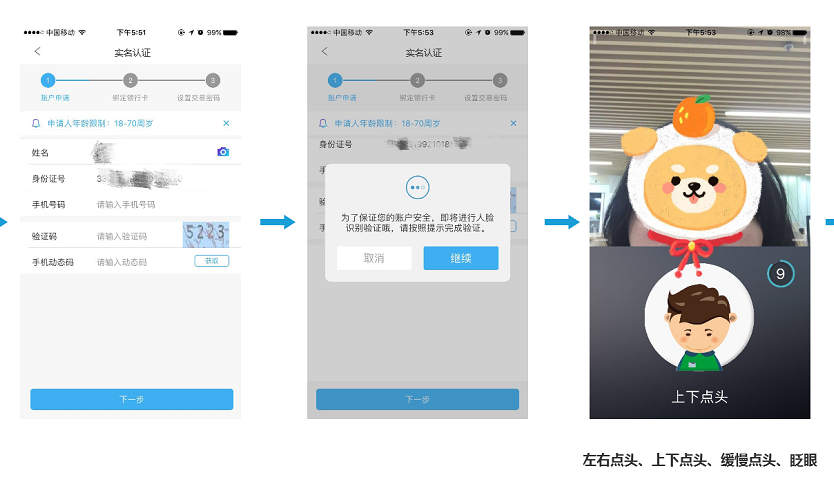 中国移动
下午5:51
99%
实名认证
1
2
3
账户申请
绑定银行卡
设置交易密码
申请人年龄限制：18-70周岁
姓名
身份证号
3
手机号码
请输入手机号码
验证码
请输入验证码
5223
手机动态码
请输入动态码
获取
下一步
中国移动
下午5:53
99%
实名认证
1
2
3
账户申请
绑定银行卡
设置交易密码
申请人年龄限制：18-70周岁
身份证号
19921018
手
为了保证您的账户安全，即将进行人脸
识别验证哦，请按照提示完成验证。
取消
继续
验
手
下一步
中国移动
下午5:53
98%
9
上下点头
左右点头、上下点头、缓慢点头、眨眼